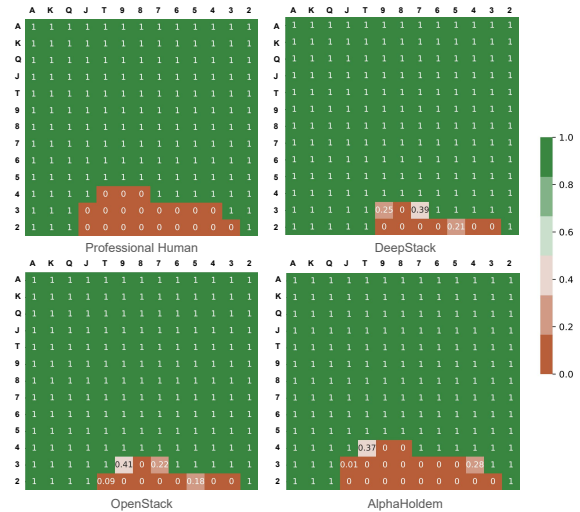 A K Q J T 9 8 7 6 5 4 3 2
A 1 1 1 1 1 1 1 1 1 1 1 1 1
K 1 1 1 1 1 1 1 1 1 1 1 1 1
Q 1 1 1 1 1 1 1 1 1 1 1 1 1
J 1 1 1 1 1 1 1 1 1 1 1 1 1
T 1 1 1 1 1 1 1 1 1 1 1 1 1
9 1 1 1 1 1 1 1 1 1 1 1 1 1
8 1 1 1 1 1 1 1 1 1 1 1 1 1
7 1 1 1 1 1 1 1 1 1 1 1 1 1
6 1 1 1 1 1 1 1 1 1 1 1 1 1
5 1 1 1 1 1 1 1 1 1 1 1 1 1
4 1 1 1 1 0 0 0 1 1 1 1 1 1
3 1 1 1 0 0 0 0 0 0 0 0 1 1
2 1 1 1 0 0 0 0 0 0 0 0 0 1
Professional Human
A K Q J T 9 8 7 6 5 4 3 2
A 1 1 1 1 1 1 1 1 1 1 1 1 1
K 1 1 1 1 1 1 1 1 1 1 1 1 1
Q 1 1 1 1 1 1 1 1 1 1 1 1 1
J 1 1 1 1 1 1 1 1 1 1 1 1 1
T 1 1 1 1 1 1 1 1 1 1 1 1 1
9 1 1 1 1 1 1 1 1 1 1 1 1 1
8 1 1 1 1 1 1 1 1 1 1 1 1 1
7 1 1 1 1 1 1 1 1 1 1 1 1 1
6 1 1 1 1 1 1 1 1 1 1 1 1 1
5 1 1 1 1 1 1 1 1 1 1 1 1 1
4 1 1 1 1 1 1 1 1 1 1 1 1 1
3 1 1 1 1 1 0.25 0 0.39 1 1 1 1 1
2 1 1 1 1 1 0 0 0 0 0.21 0 0 1
DeepStack
A K Q J T 9 8 7 6 5 4 3 2
A 1 1 1 1 1 1 1 1 1 1 1 1 1
K 1 1 1 1 1 1 1 1 1 1 1 1 1
Q 1 1 1 1 1 1 1 1 1 1 1 1 1
J 1 1 1 1 1 1 1 1 1 1 1 1 1
T 1 1 1 1 1 1 1 1 1 1 1 1 1
9 1 1 1 1 1 1 1 1 1 1 1 1 1
8 1 1 1 1 1 1 1 1 1 1 1 1 1
7 1 1 1 1 1 1 1 1 1 1 1 1 1
6 1 1 1 1 1 1 1 1 1 1 1 1 1
5 1 1 1 1 1 1 1 1 1 1 1 1 1
4 1 1 1 1 1 1 1 1 1 1 1 1 1
3 1 1 1 1 1 0.41 0 0.22 1 1 1 1 1
2 1 1 1 1 0.09 0 0 0 0 0.18 0 0 1
OpenStack
A K Q J T 9 8 7 6 5 4 3 2
A 1 1 1 1 1 1 1 1 1 1 1 1 1
K 1 1 1 1 1 1 1 1 1 1 1 1 1
Q 1 1 1 1 1 1 1 1 1 1 1 1 1
J 1 1 1 1 1 1 1 1 1 1 1 1 1
T 1 1 1 1 1 1 1 1 1 1 1 1 1
9 1 1 1 1 1 1 1 1 1 1 1 1 1
8 1 1 1 1 1 1 1 1 1 1 1 1 1
7 1 1 1 1 1 1 1 1 1 1 1 1 1
6 1 1 1 1 1 1 1 1 1 1 1 1 1
5 1 1 1 1 1 1 1 1 1 1 1 1 1
4 1 1 1 1 0.37 0 0 1 1 1 1 1 1
3 1 1 1 0.01 0 0 0 0 0 0 0.28 1 1
2 1 1 1 0 0 0 0 0 0 0 0 0 1
AlphaHoldem
1.0
0.8
0.6
0.4
0.2
0.0